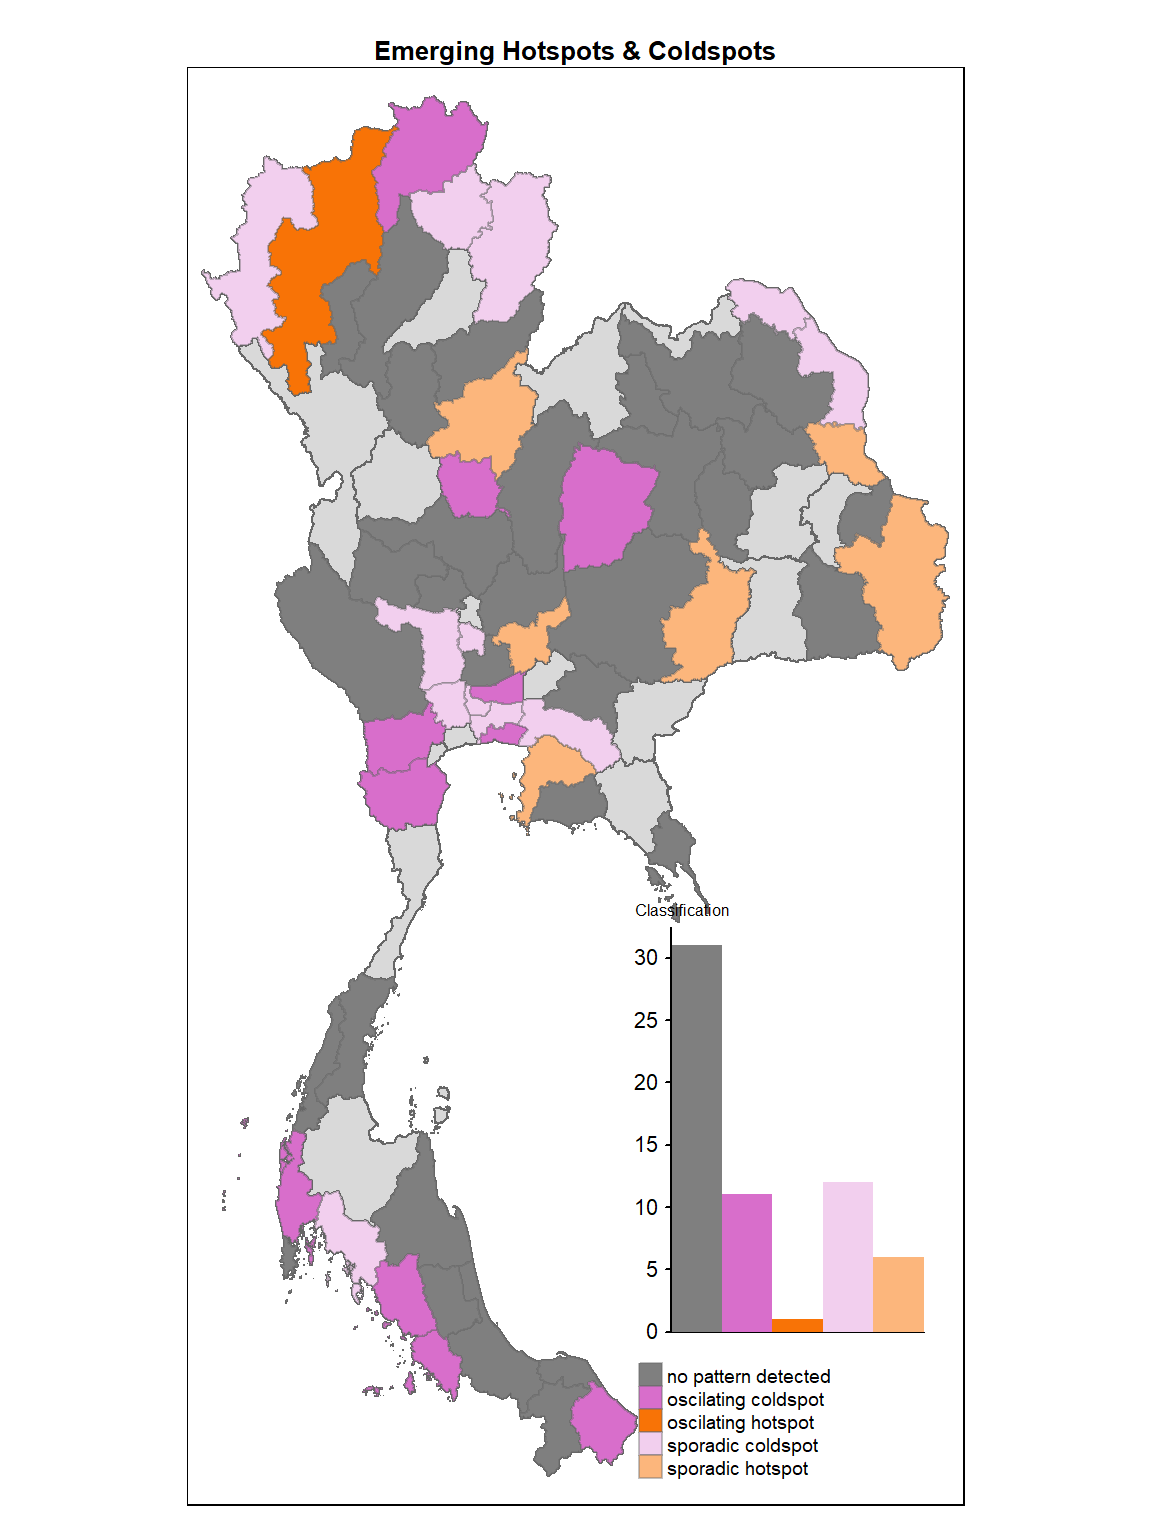 Emerging Hotspots & Coldspots
Classification
30
25
20
15
10
5
0
no pattern detected
oscilating coldspot
oscilating hotspot
sporadic coldspot
sporadic hotspot